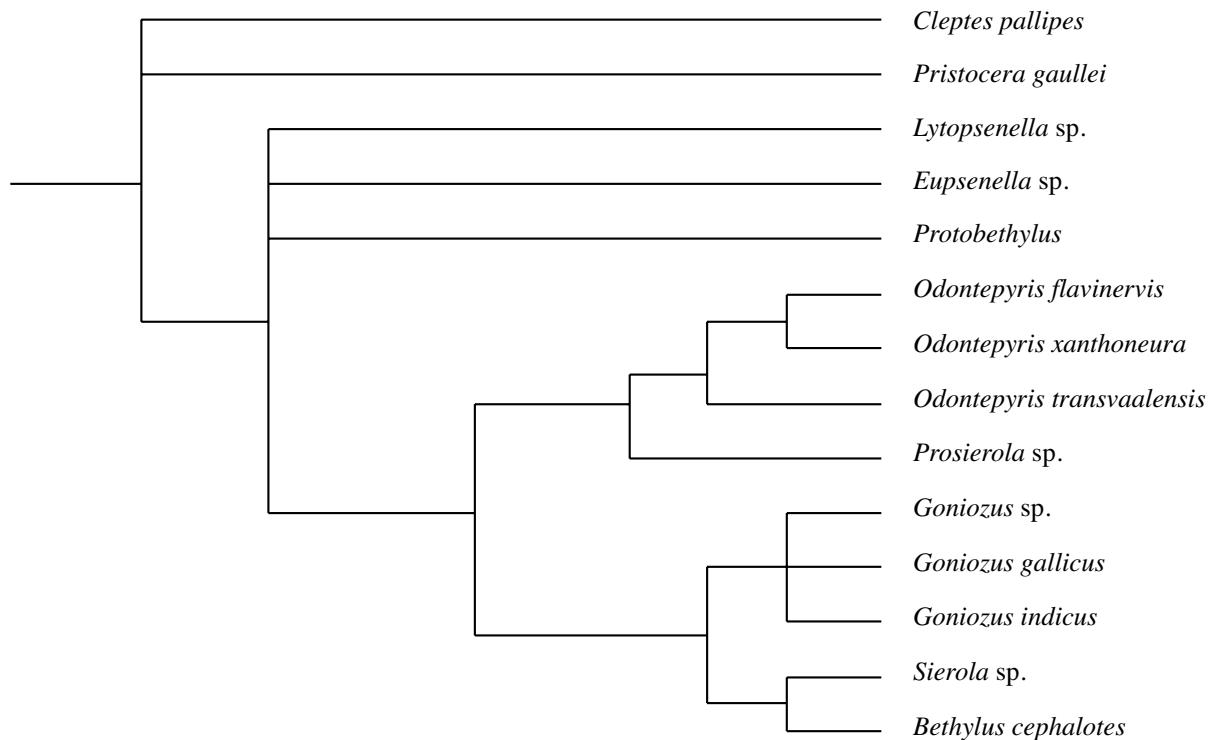 Cleptes pallipes
Pristocera gaullei
Lytopsenella sp.
Eupsenella sp.
Protobethylus
Odontepyris flavinervis
Odontepyris xanthoneura
Odontepyris transvaalensis
Prosierola sp.
Goniozus sp.
Goniozus gallicus
Goniozus indicus
Sierola sp.
Bethylus cephalotes